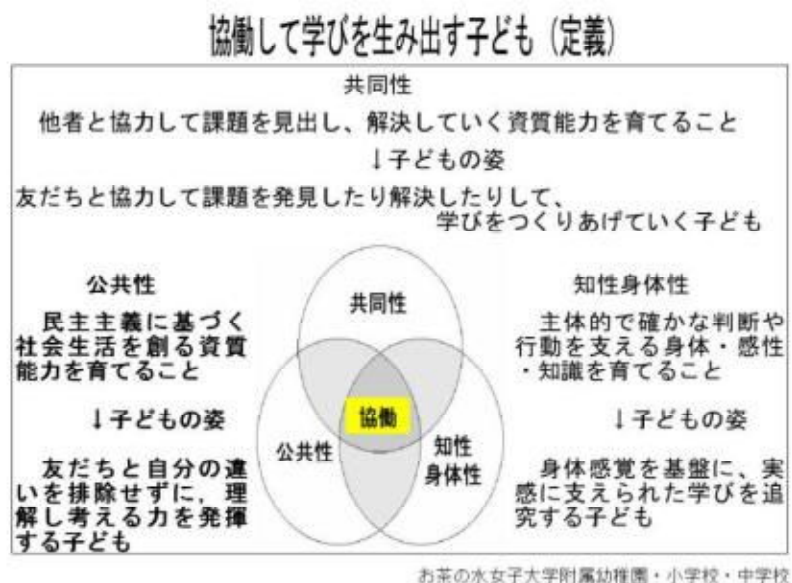 協働して学びを生み出す子ども（定義）
共同性
他者と協力して課題を見出し、解決していく資質能力を育てること
↓子どもの姿
友だちと協力して課題を発見したり解決したりして、
学びをつくりあげていく子ども
公共性
民主主義に基づく
社会生活を創る資質
能力を育てること
↓子どもの姿
友だちと自分の違
いを排除せずに，理
解し考える力を発揮
する子ども
共同性
協働
公共性
知性
身体性
知性身体性
主体的で確かな判断や
行動を支える身体・感性
・知識を育てること
↓子どもの姿
身体感覚を基盤に、実
感に支えられた学びを追
究する子ども
お茶の水女子大学附属幼稚園・小学校・中学校